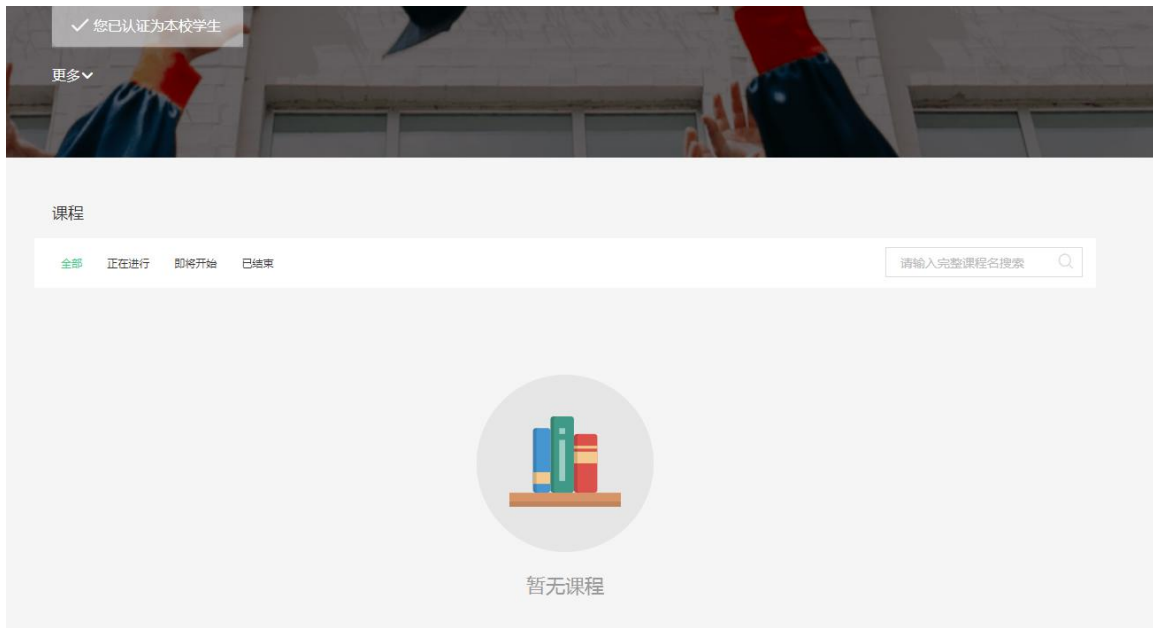 您已认证为本校学生
更多
课程
全部 正在进行 即将开始 已结束 请输入完整课程名搜索
暂无课程